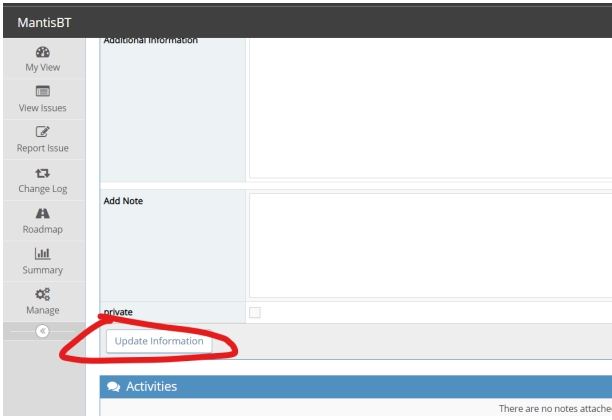 MantisBT
Additional Information
My View
View Issues
Report Issue
Change Log
Add Note
Roadmap
Summary
Manage
private
Update Information
Activities
There are no notes attache